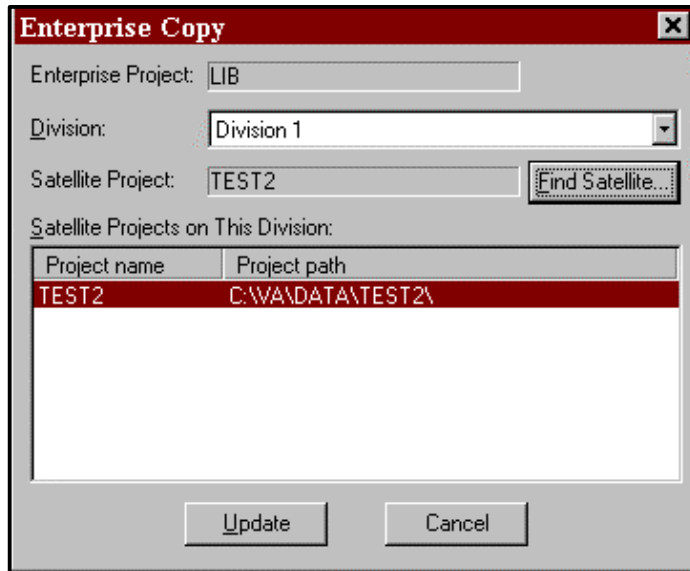 Enterprise Copy
Enterprise Project: LIB
Division: Division 1
Satellite Project: TEST2 Find Satellite...
Satellite Projects on This Division:
Project name Project path
TEST2 C:\VA\DATA\TEST2\
Update Cancel